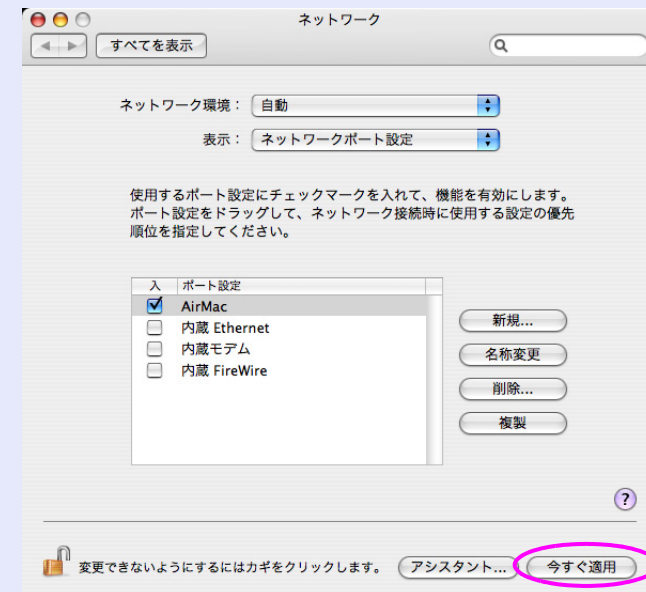 ネットワーク
すべてを表示
ネットワーク環境： 自動
表示： ネットワークポート設定
使用するポート設定にチェックマークを入れて、機能を有効にします。
ポート設定をドラッグして、ネットワーク接続時に使用する設定の優先
順位を指定してください。
入 ポート設定
AirMac
内蔵 Ethernet
内蔵モデム
内蔵 FireWire
新規...
名称変更
削除...
複製
?
変更できないようにするにはカギをクリックします。 アシスタント... 今すぐ適用